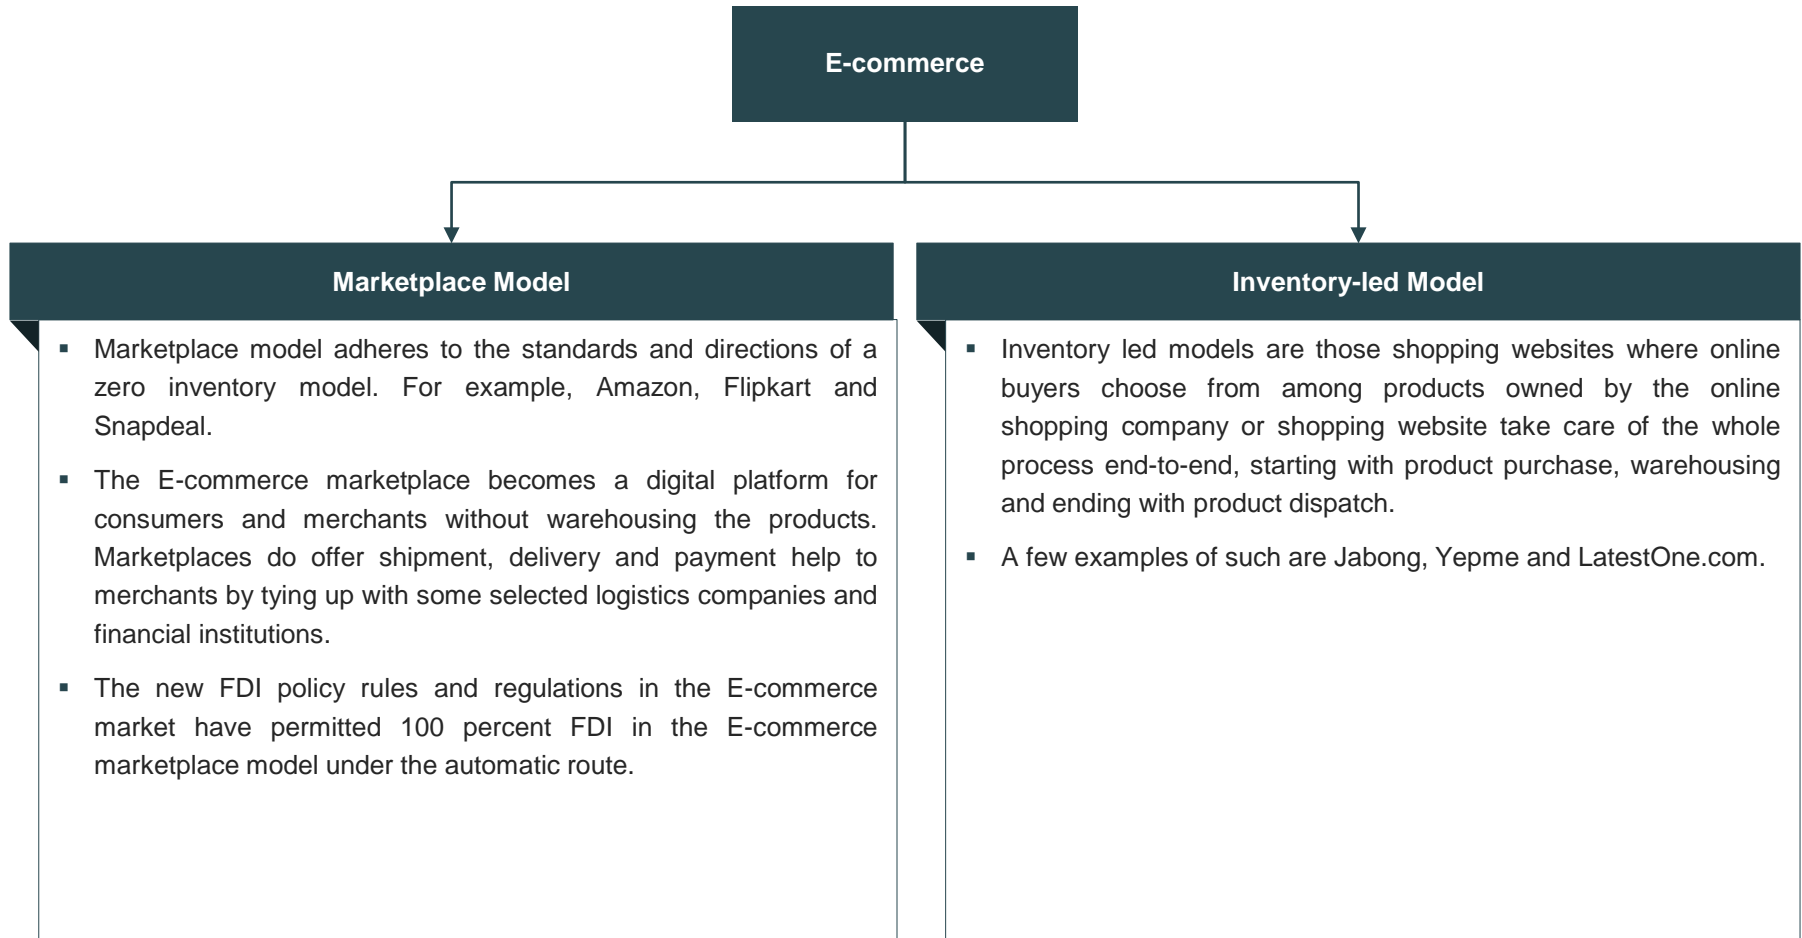 E-commerce
Marketplace Model
▪ Marketplace model adheres to the standards and directions of a
zero inventory model. For example, Amazon, Flipkart and
Snapdeal.
▪ The E-commerce marketplace becomes a digital platform for
consumers and merchants without warehousing the products.
Marketplaces do offer shipment, delivery and payment help to
merchants by tying up with some selected logistics companies and
financial institutions.
▪ The new FDI policy rules and regulations in the E-commerce
market have permitted 100 percent FDI in the E-commerce
marketplace model under the automatic route.
Inventory-led Model
▪ Inventory led models are those shopping websites where online
buyers choose from among products owned by the online
shopping company or shopping website take care of the whole
process end-to-end, starting with product purchase, warehousing
and ending with product dispatch.
▪ A few examples of such are Jabong, Yepme and LatestOne.com.